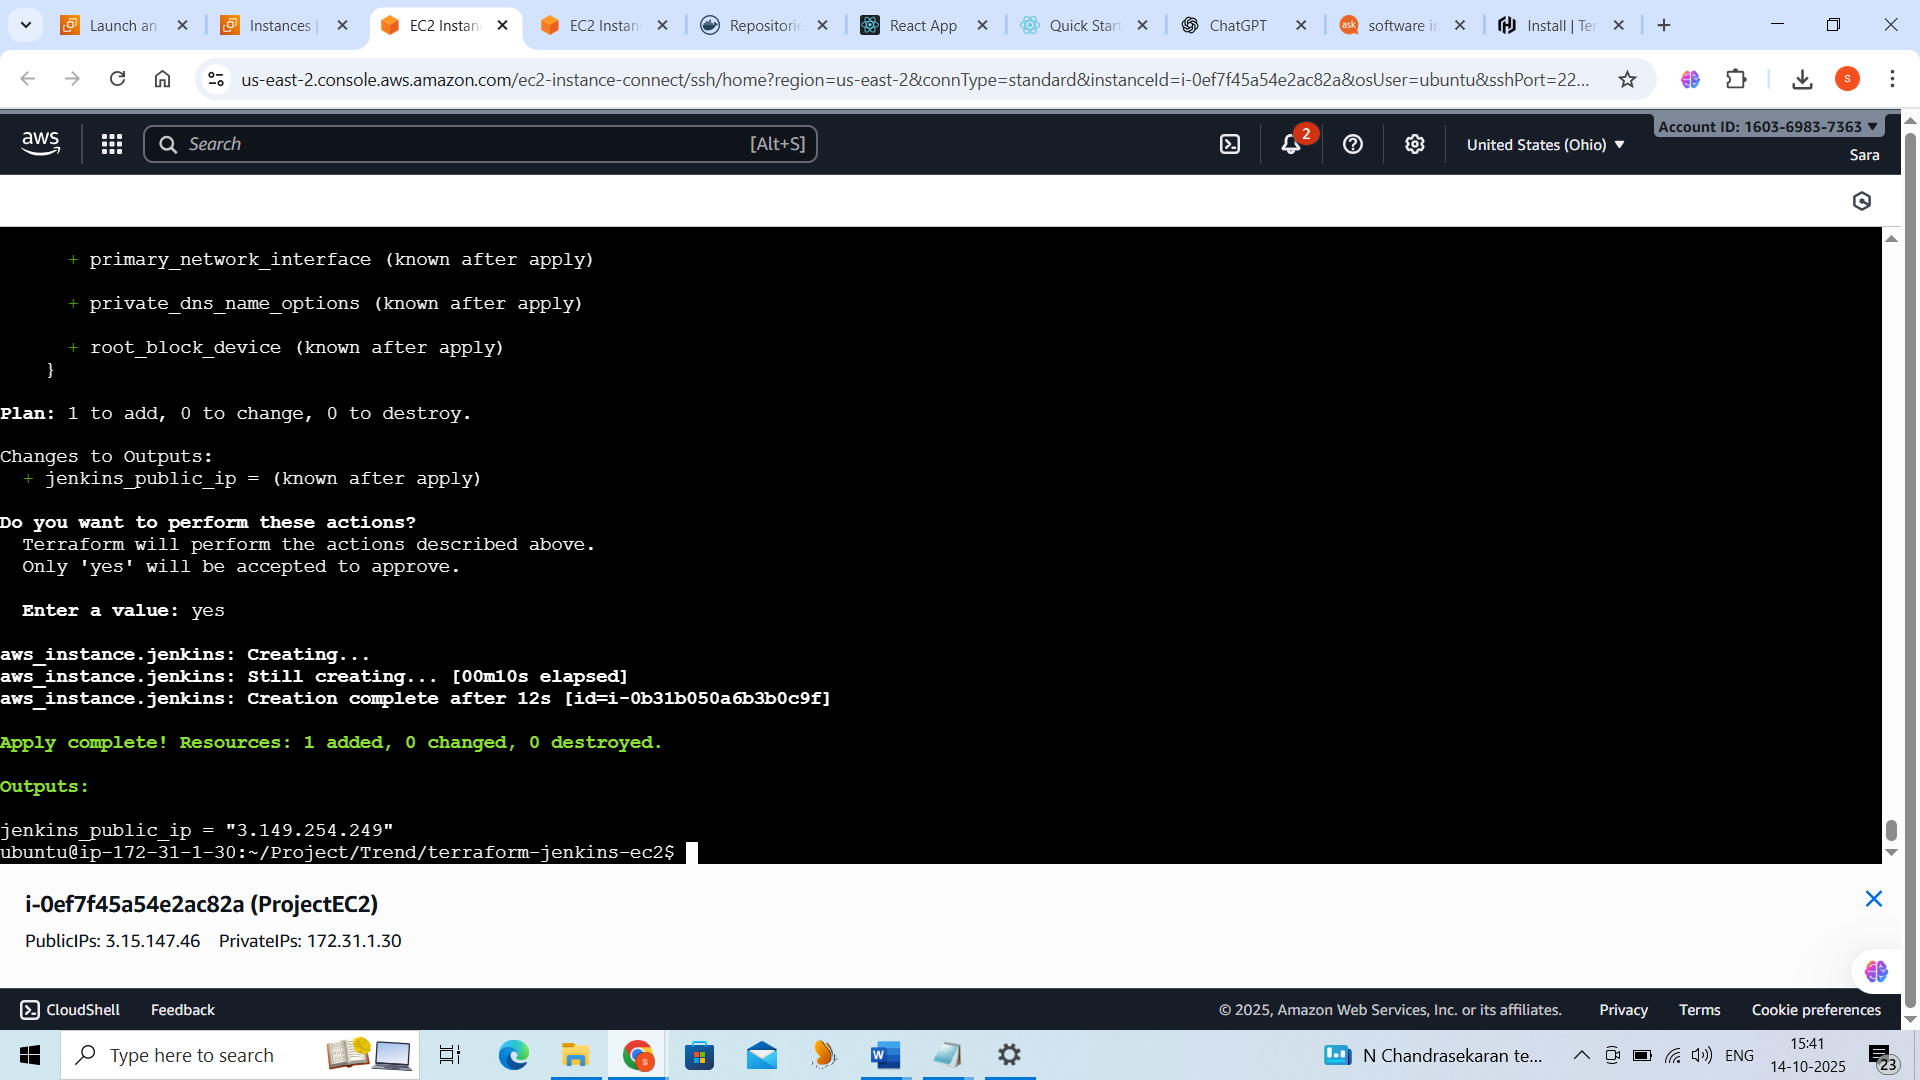 Launch an
Instances |
EC2 Instan
EC2 Instan
Repositorie
React App
Quick Start
ChatGPT
ask
software in
Install | Ter
us-east-2.console.aws.amazon.com/ec2-instance-connect/ssh/home?region=us-east-2&connType=standard&instanceId=i-0ef7f45a54e2ac82a&osUser=ubuntu&sshPort=22...
S
aws
Search
[Alt+S]
2
United States (Ohio)
Account ID: 1603-6983-7363
Sara
+ primary_network_interface (known after apply)
+ private_dns_name_options (known after apply)
+ root_block_device (known after apply)
}
Plan: 1 to add, 0 to change, 0 to destroy.
Changes to Outputs:
+ jenkins_public_ip = (known after apply)
Do you want to perform these actions?
Terraform will perform the actions described above.
Only 'yes' will be accepted to approve.
Enter a value: yes
aws_instance.jenkins: Creating...
aws_instance.jenkins: Still creating... [00m10s elapsed]
aws_instance.jenkins: Creation complete after 12s [id=i-0b31b050a6b3b0c9f]
Apply complete! Resources: 1 added, 0 changed, 0 destroyed.
Outputs:
jenkins_public_ip = "3.149.254.249"
ubuntu@ip-172-31-1-30:~/Project/Trend/terraform-jenkins-ec2$
i-0ef7f45a54e2ac82a (ProjectEC2)
PublicIPs: 3.15.147.46 PrivateIPs: 172.31.1.30
CloudShell
Feedback
© 2025, Amazon Web Services, Inc. or its affiliates.
Privacy
Terms
Cookie preferences
Type here to search
N Chandrasekaran te...
ENG
15:41
14-10-2025
23